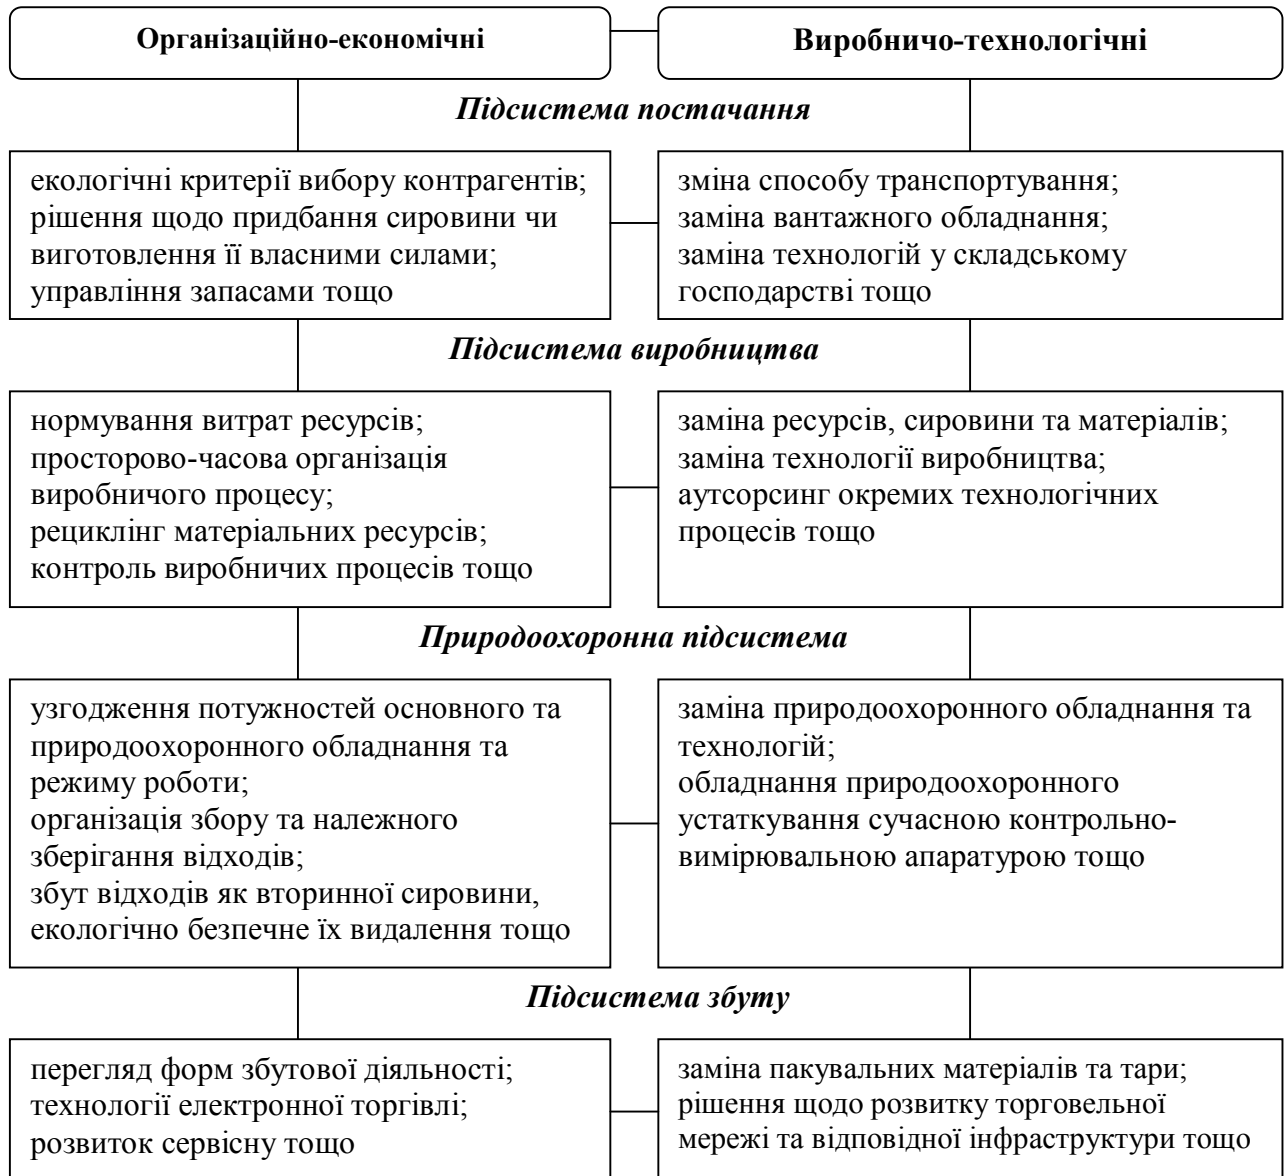 Організаційно-економічні
Виробничо-технологічні
Підсистема постачання
екологічні критерії вибору контрагентів;
рішення щодо придбання сировини чи
виготовлення її власними силами;
управління запасами тощо
зміна способу транспортування;
заміна вантажного обладнання;
заміна технологій у складському
господарстві тощо
Підсистема виробництва
нормування витрат ресурсів;
просторово-часова організація
виробничого процесу;
рециклінг матеріальних ресурсів;
контроль виробничих процесів тощо
заміна ресурсів, сировини та матеріалів;
заміна технології виробництва;
аутсорсинг окремих технологічних
процесів тощо
Природоохоронна підсистема
узгодження потужностей основного та
природоохоронного обладнання та
режиму роботи;
організація збору та належного
зберігання відходів;
збут відходів як вторинної сировини,
екологічно безпечне їх видалення тощо
заміна природоохоронного обладнання та
технологій;
обладнання природоохоронного
устаткування сучасною контрольно-
вимірювальною апаратурою тощо
Підсистема збуту
перегляд форм збутової діяльності;
технології електронної торгівлі;
розвиток сервісну тощо
заміна пакувальних матеріалів та тари;
рішення щодо розвитку торговельної
мережі та відповідної інфраструктури тощо